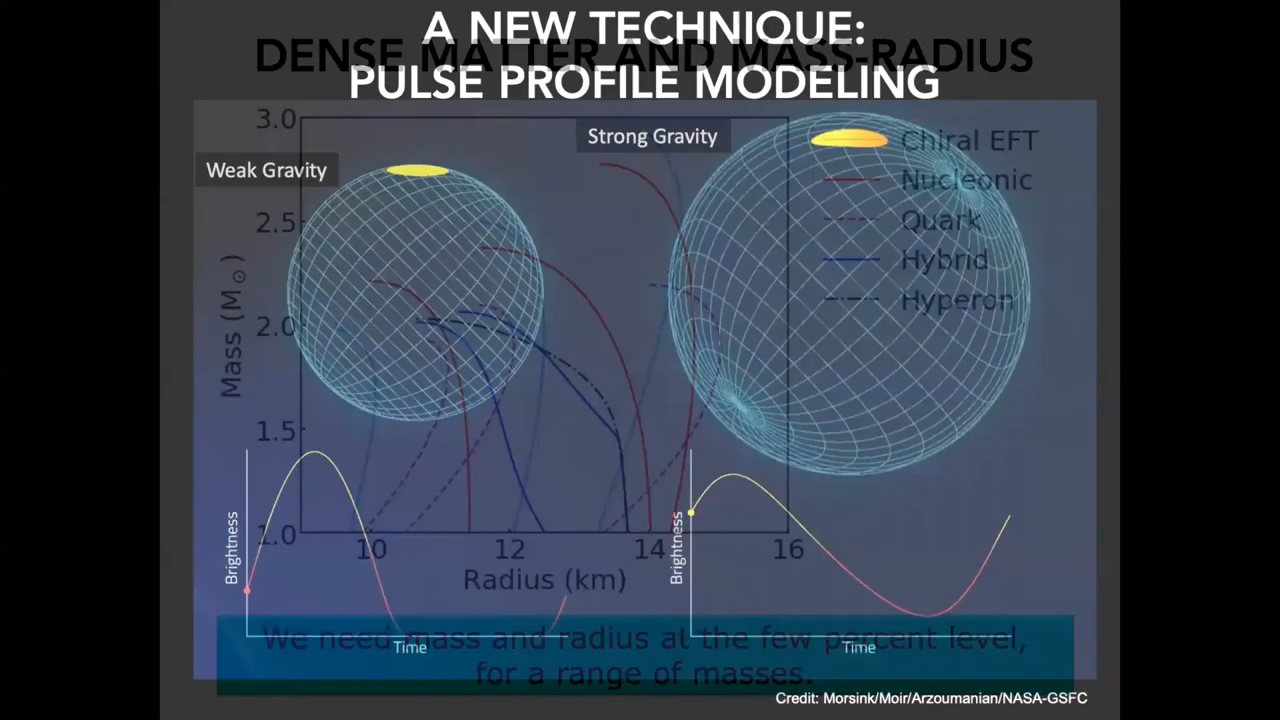 A NEW TECHNIQUE:
DENSE MATTER AND MASS-RADIUS
PULSE PROFILE MODELING
3.0
Strong Gravity
Chiral EFT
Weak Gravity
Nucleonic
2.5
Quark
Hybrid
Mass (M⊙)
Hyperon
2.0
1.5
Brightness
Brightness
1.0
10
12
14
16
Radius (km)
We need mass and radius at the few percent level,
Time
Time
for a range of masses.
Credit: Morsink/Moir/Arzoumanian/NASA-GSFC